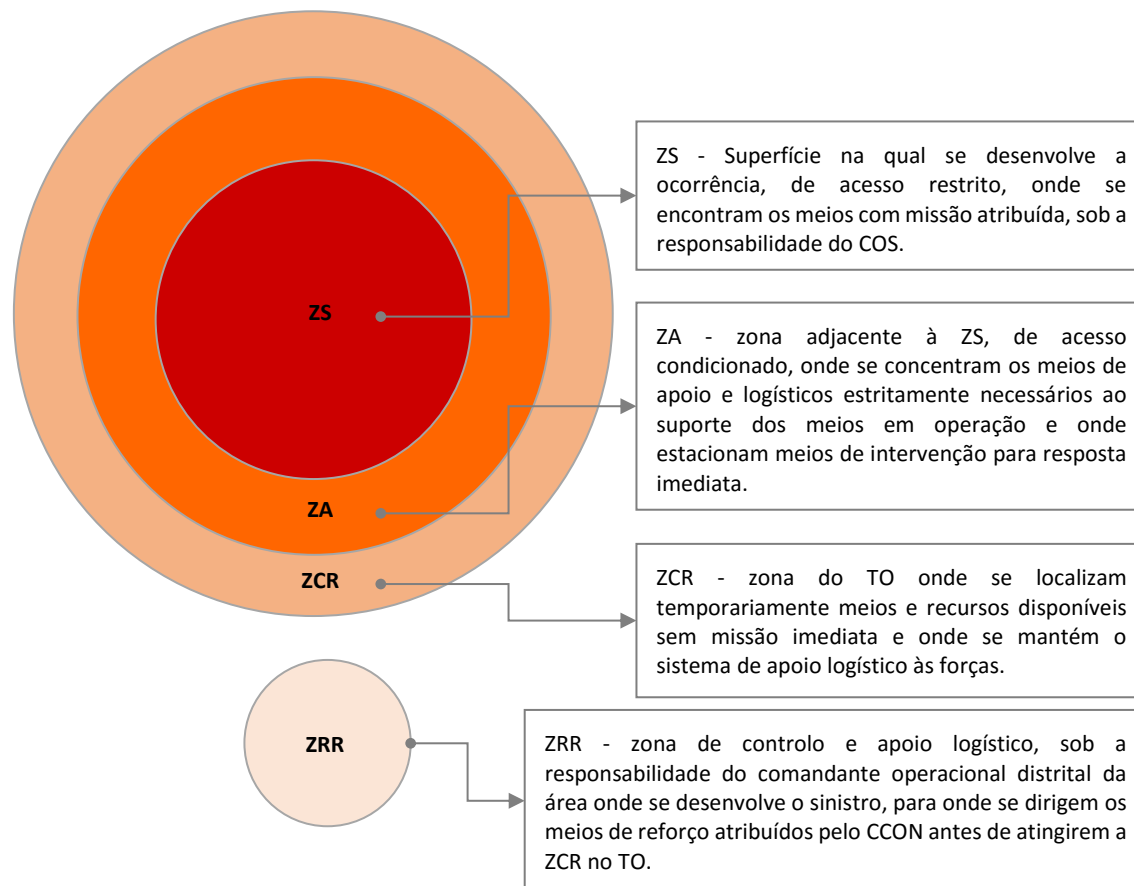 ZS
ZA
ZCR
ZRR
ZS - Superfície na qual se desenvolve a
ocorrência, de acesso restrito, onde se
encontram os meios com missão atribuída, sob a
responsabilidade do COS.
ZA - zona adjacente à ZS, de acesso
condicionado, onde se concentram os meios de
apoio e logísticos estritamente necessários ao
suporte dos meios em operação e onde
estacionam meios de intervenção para resposta
imediata.
ZCR - zona do TO onde se localizam
temporariamente meios e recursos disponíveis
sem missão imediata e onde se mantém o
sistema de apoio logístico às forças.
ZRR - zona de controlo e apoio logístico, sob a
responsabilidade do comandante operacional distrital da
área onde se desenvolve o sinistro, para onde se dirigem os
meios de reforço atribuídos pelo CCON antes de atingirem a
ZCR no TO.